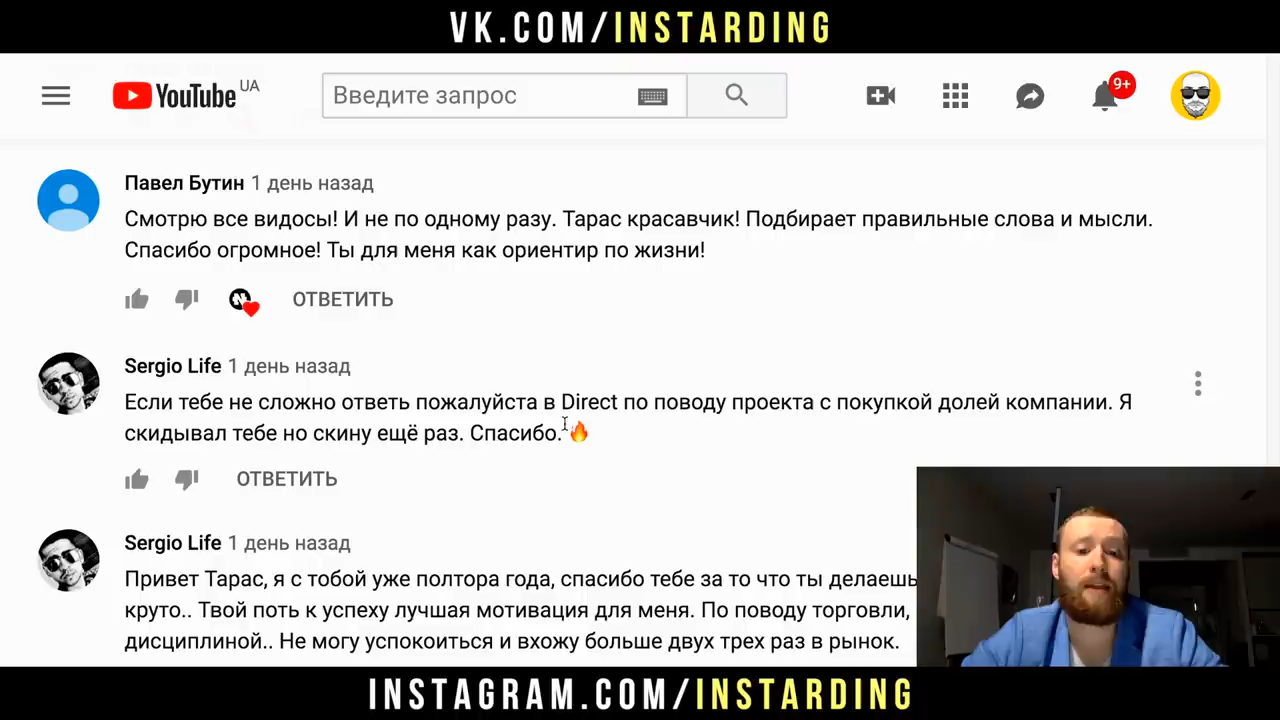 VK.COM/INSTARDING
YouTube UA
Введите запрос
9+
Павел Бутин 1 день назад
Смотрю все видосы! И не по одному разу. Тарас красавчик! Подбирает правильные слова и мысли.
Спасибо огромное! Ты для меня как ориентир по жизни!
ОТВЕТИТЬ
Sergio Life 1 день назад
Если тебе не сложно ответь пожалуйста в Direct по поводу проекта с покупкой долей компании. Я
скидывал тебе но скину ещё раз. Спасибо.🔥
ОТВЕТИТЬ
Sergio Life 1 день назад
Привет Тарас, я с тобой уже полтора года, спасибо тебе за то что ты делаешь
круто.. Твой поть к успеху лучшая мотивация для меня. По поводу торговли,
дисциплиной.. Не могу успокоиться и вхожу больше двух трех раз в рынок.
INSTAGRAM.COM/INSTARDING